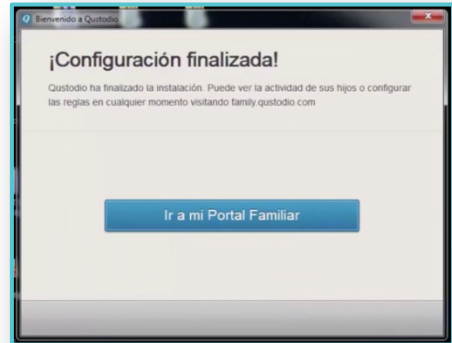 Bienvenido a Qustodio
¡Configuración finalizada!
Qustodio ha finalizado la instalación. Puede ver la actividad de sus hijos o configurar
las reglas en cualquier momento visitando family.qustodio.com
Ir a mi Portal Familiar